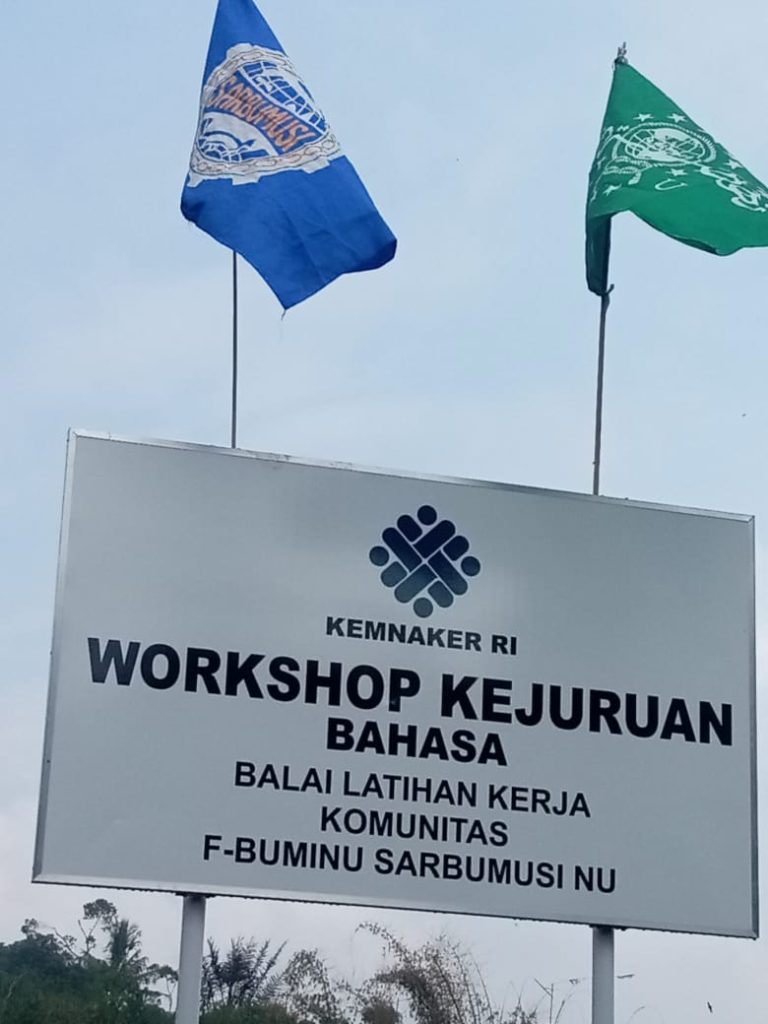 SARBUMUSI
KEMNAKER RI
WORKSHOP KEJURUAN
BAHASA
BALAI LATIHAN KERJA
KOMUNITAS
F-BUMINU SARBUMUSI NU